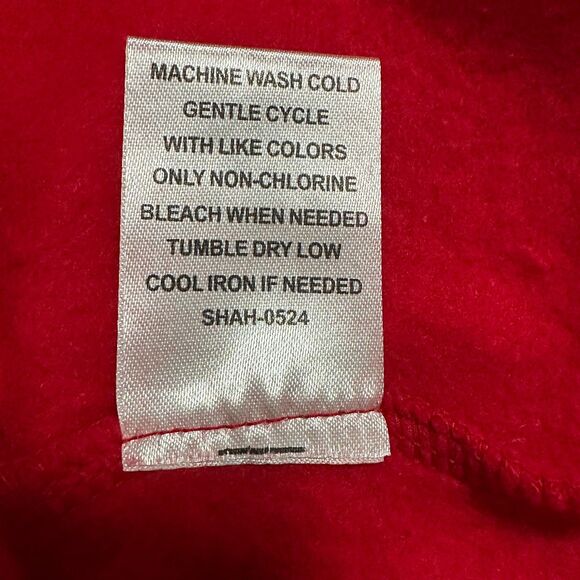 MACHINE WASH COLD
GENTLE CYCLE
WITH LIKE COLORS
ONLY NON-CHLORINE
BLEACH WHEN NEEDED
TUMBLE DRY LOW
COOL IRON IF NEEDED
SHAH-0524